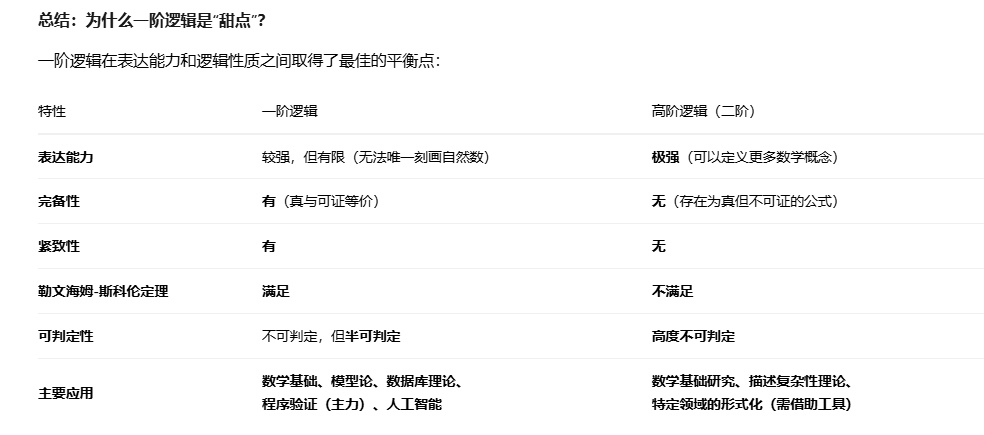 总结：为什么一阶逻辑是“甜点”？
一阶逻辑在表达能力和逻辑性质之间取得了最佳的平衡点：
特性 一阶逻辑 高阶逻辑（二阶）
表达能力 较强，但有限（无法唯一刻画自然数） 极强（可以定义更多数学概念）
完备性 有（真与可证等价） 无（存在为真但不可证的公式）
紧致性 有 无
勒文海姆-斯科伦定理 满足 不满足
可判定性 不可判定，但半可判定 高度不可判定
主要应用 数学基础、模型论、数据库理论、 数学基础研究、描述复杂性理论、
程序验证（主力）、人工智能 特定领域的形式化（需借助工具）